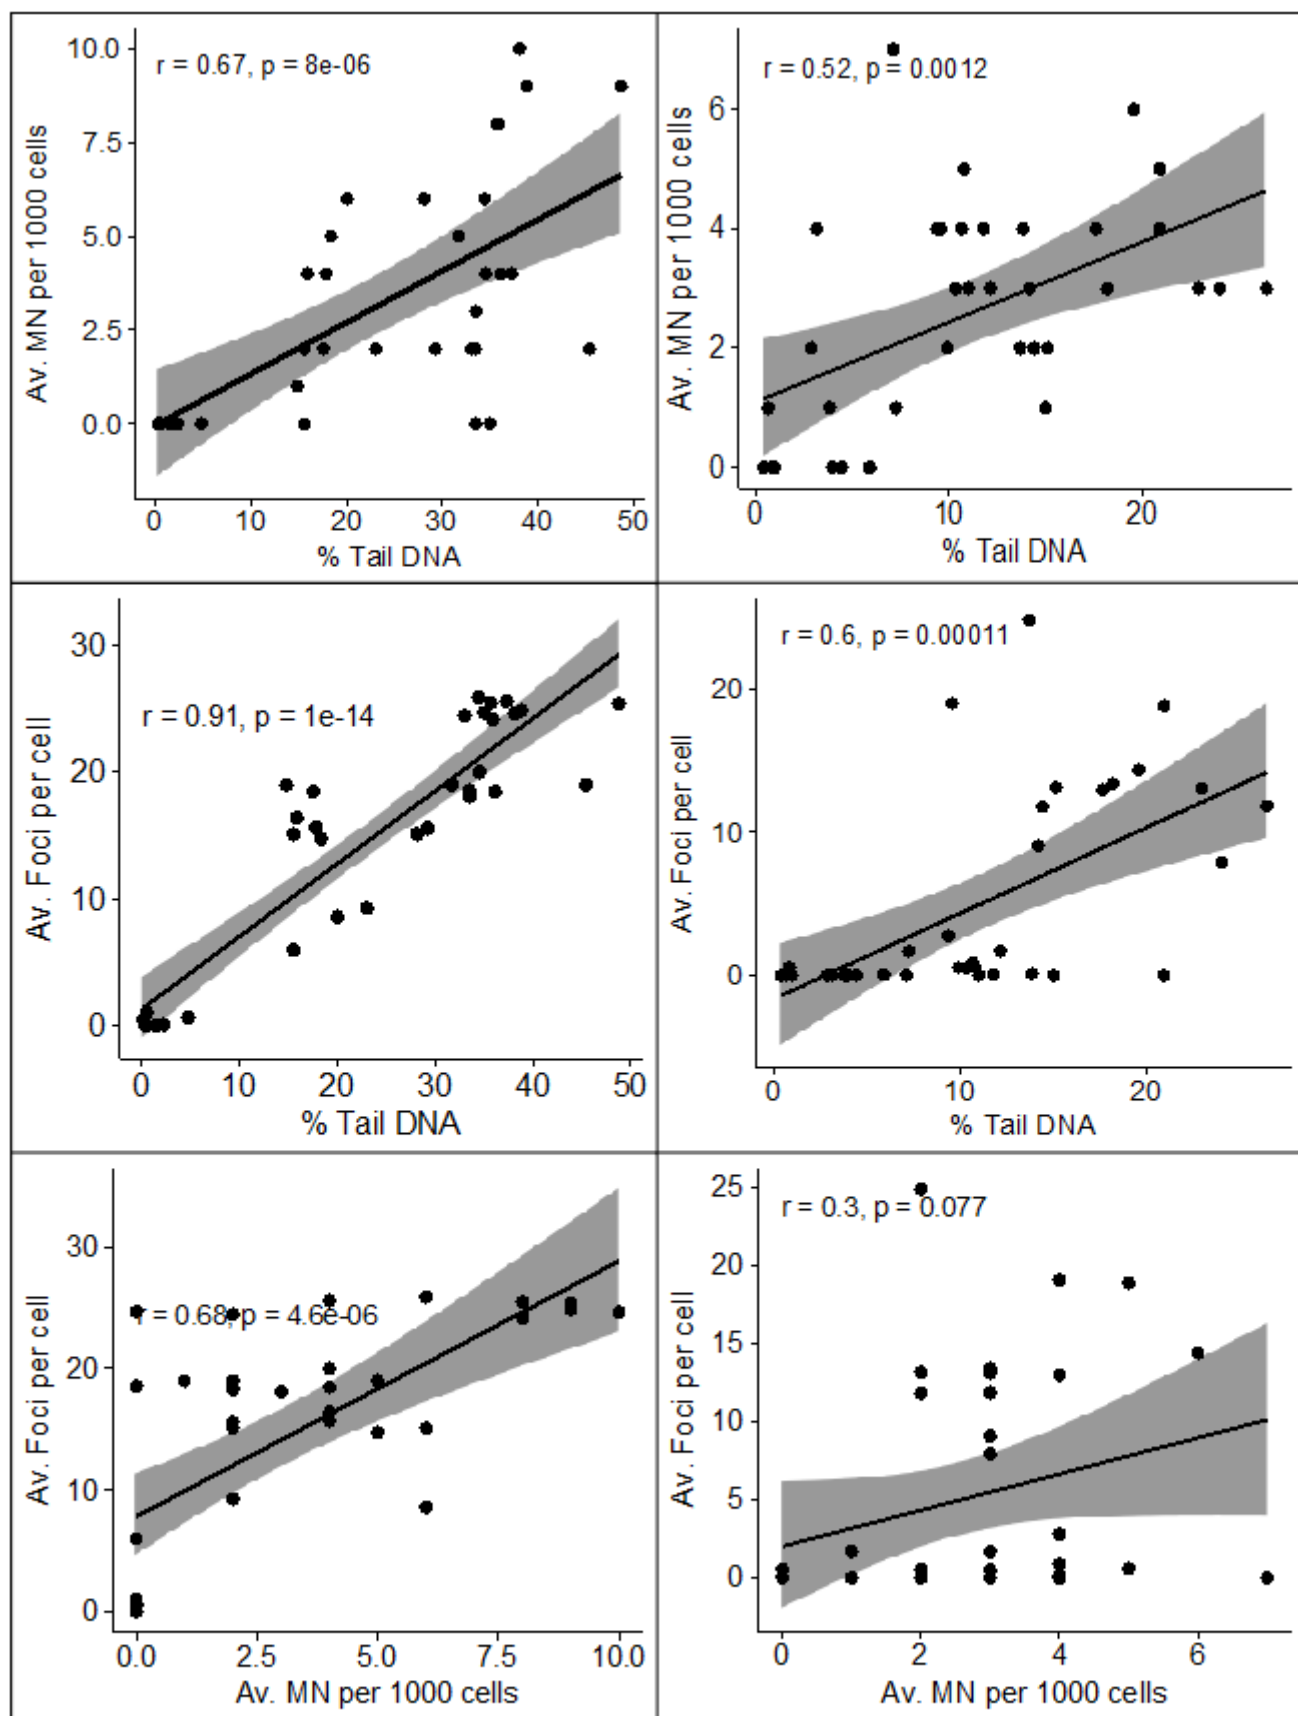 r = 0.67, p = 8e-06
Av. MN per 1000 cells
10.0
7.5
5.0
2.5
0.0
0 10 20 30 40 50
% Tail DNA
r = 0.52, p = 0.0012
Av. MN per 1000 cells
6
4
2
0
0 10 20
% Tail DNA
r = 0.91, p = 1e-14
Av. Foci per cell
30
20
10
0
0 10 20 30 40 50
% Tail DNA
r = 0.6, p = 0.00011
Av. Foci per cell
20
10
0
0 10 20
% Tail DNA
r = 0.68, p = 4.6e-06
Av. Foci per cell
30
20
10
0
0.0 2.5 5.0 7.5 10.0
Av. MN per 1000 cells
r = 0.3, p = 0.077
Av. Foci per cell
25
20
15
10
5
0
0 2 4 6
Av. MN per 1000 cells